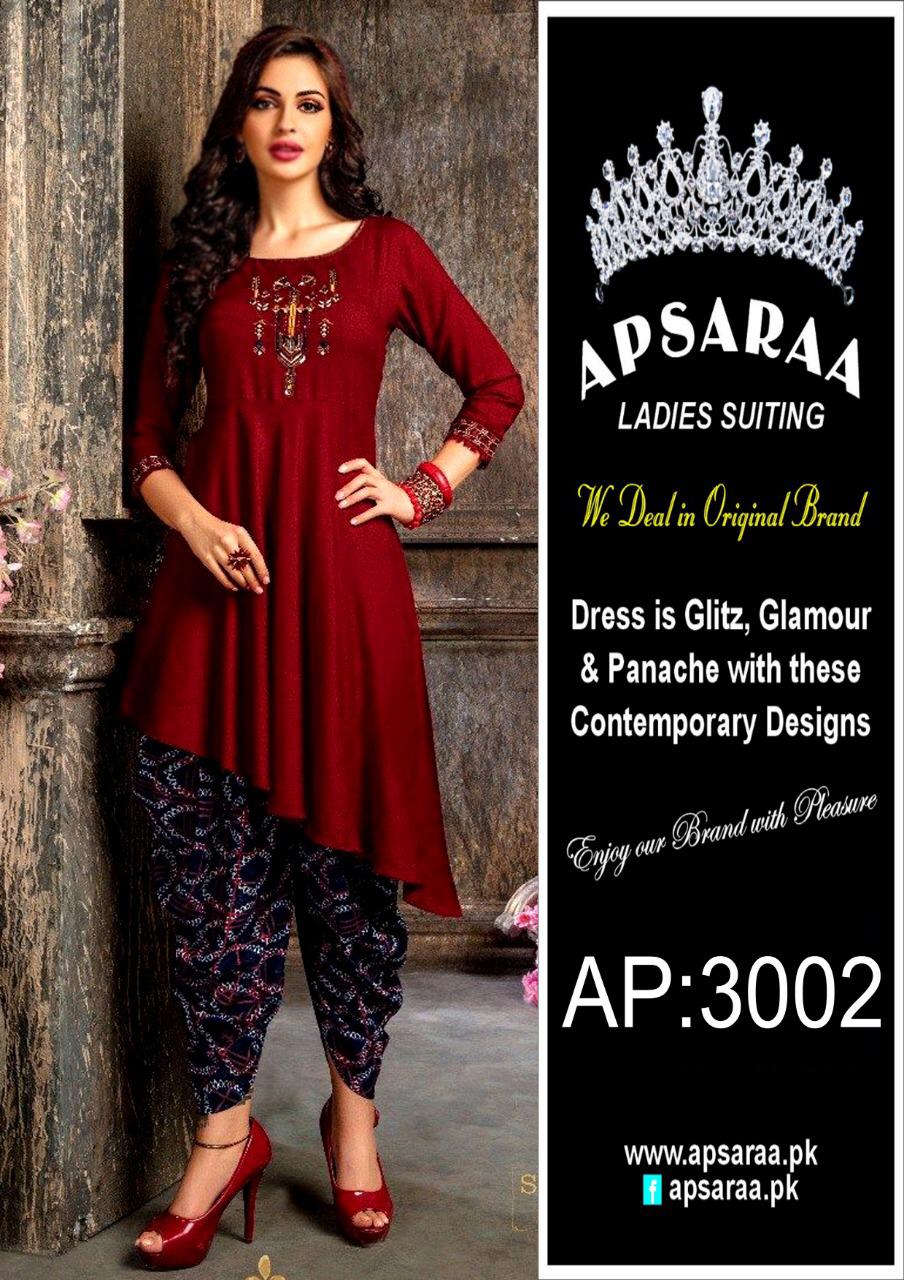 APSARAA
LADIES SUITING
We Deal in Original Brand
Dress is Glitz, Glamour
& Panache with these
Contemporary Designs
Enjoy our Brand with Pleasure
AP:3002
www.apsaraa.pk
f apsaraa.pk
S